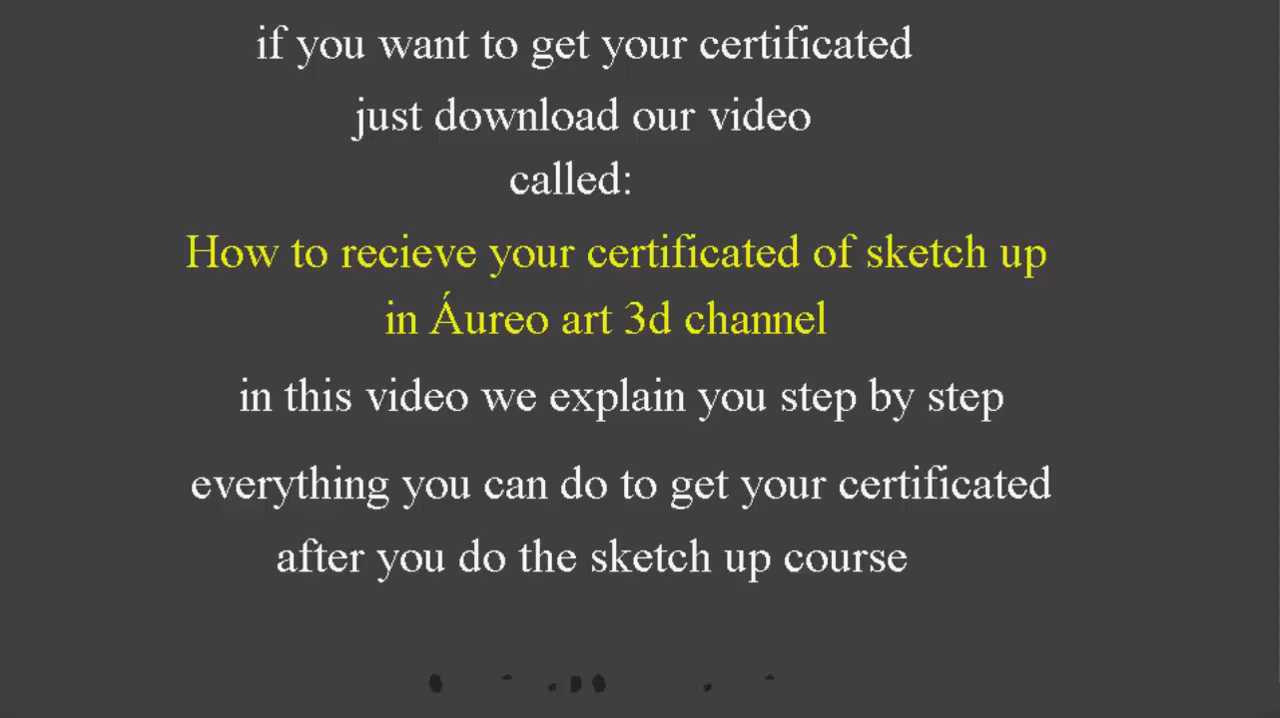 if you want to get your certificated
just download our video
called:
How to recieve your certificated of sketch up
in Áureo art 3d channel
in this video we explain you step by step
everything you can do to get your certificated
after you do the sketch up course